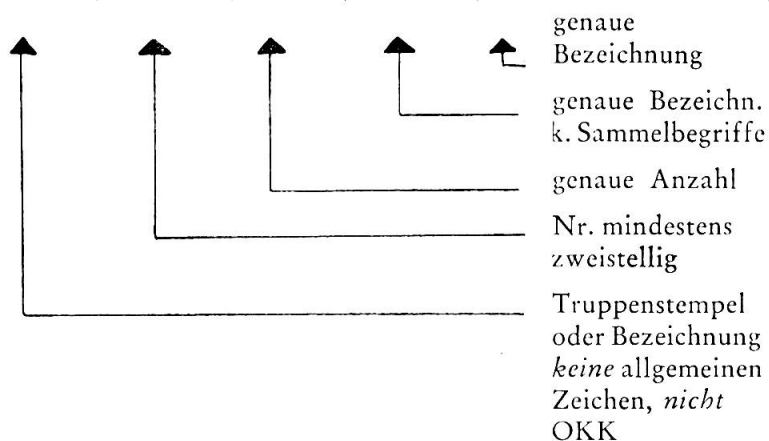 genaue
Bezeichnung
genaue Bezeichn.
k. Sammelbegriffe
genaue Anzahl
Nr. mindestens
zweistellig
Truppenstempel
oder Bezeichnung
keine allgemeinen
Zeichen, nicht
OKK